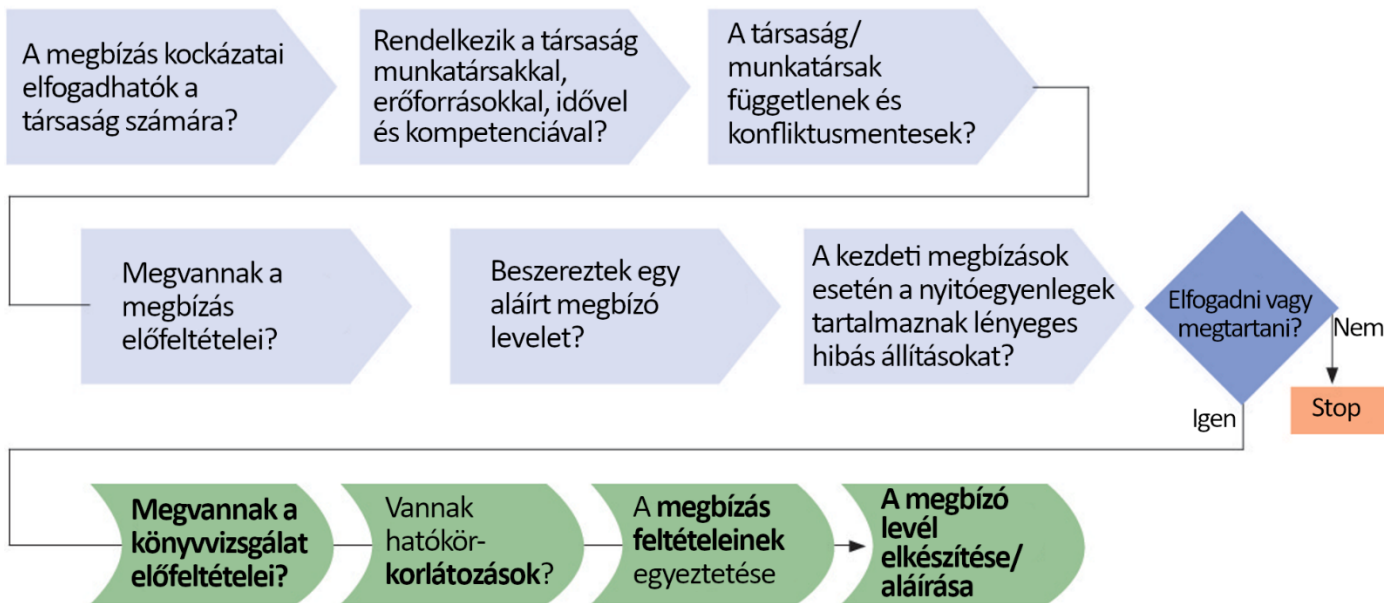 A megbízás kockázatai
elfogadhatók a
társaság számára?
Rendelkezik a társaság
munkatársakkal,
erőforrásokkal, idővel
és kompetenciával?
A társaság/
munkatársak
függetlenek és
konfliktusmentesek?
Megvannak a
megbízás
előfeltételei?
Beszereztek egy
aláírt megbízó
levelet?
A kezdeti megbízások
esetén a nyitóegyenlegek
tartalmaznak lényeges
hibás állításokat?
Elfogadni vagy
megtartani?
Nem
Stop
Igen
Megvannak a
könyvvizsgálat
előfeltételei?
Vannak
hatókör-
korlátozások?
A megbízás
feltételeinek
egyeztetése
A megbízó
levél
elkészítése/
aláírása